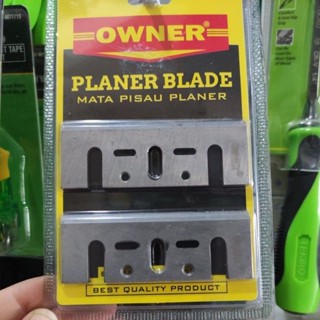 OWNER
PLANER BLADE
MATA PISAU PLANER
BEST QUALITY PRODUCT